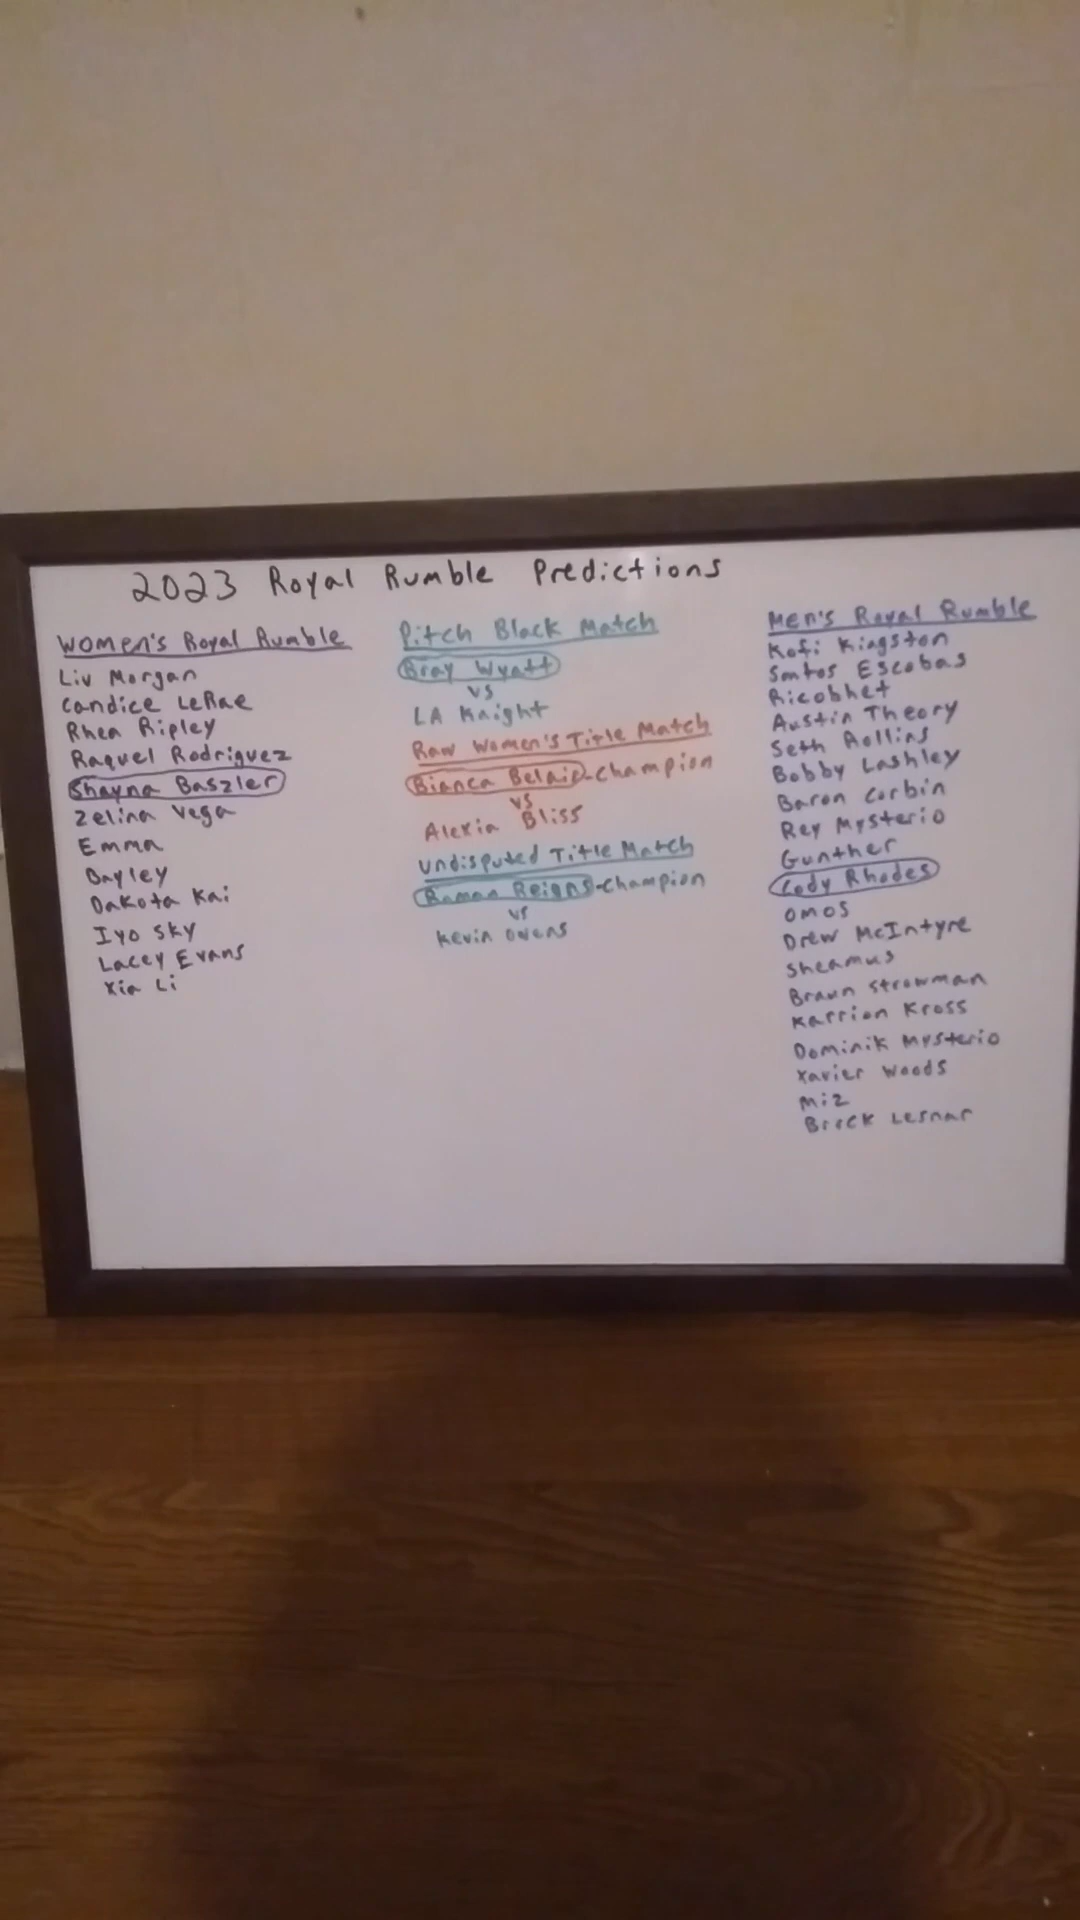 2023 Royal Rumble Predictions
Women's Royal Rumble
Liv Morgan
Candice LeRae
Rhea Ripley
Raquel Rodriguez
Shayna Baszler
Zelina Vega
Emma
Bayley
Dakota Kai
Iyo Sky
Lacey Evans
Xia Li
Pitch Black Match
Bray Wyatt
vs
LA Knight
Raw Women's Title Match
Bianca Belair-Champion
vs
Alexia Bliss
Undisputed Title Match
Roman Reigns-Champion
vs
Kevin Owens
Men's Royal Rumble
Kofi Kingston
Santos Escobas
Ricobhet
Austin Theory
Seth Rollins
Bobby Lashley
Baron Corbin
Rey Mysterio
Gunther
Cody Rhodes
Omos
Drew McIntyre
Sheamus
Braun Strowman
Karrion Kross
Dominik Mysterio
Xavier Woods
Miz
Brock Lesnar